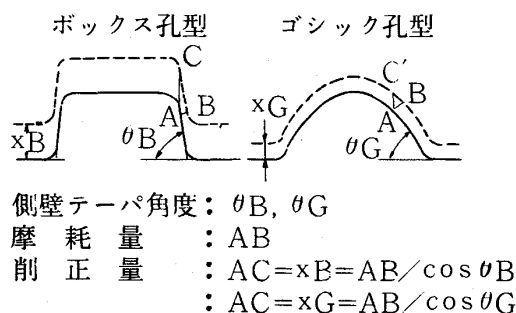 ボックス孔型
ゴシック孔型
C
B
A
xB
θB
C′
B
A
xG
θG
側壁テーパ角度：θB，θG
摩耗量：AB
削正量：AC=xB=AB/cosθB
：AC=xG=AB/cosθG